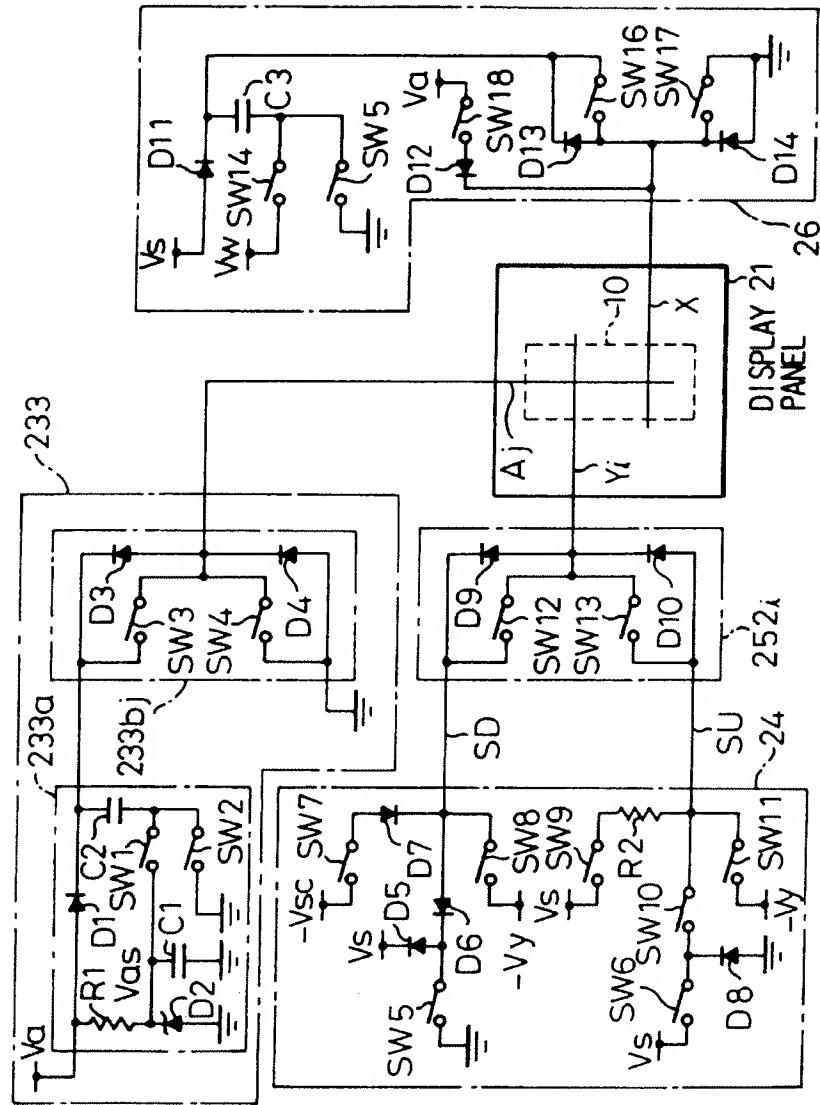 233
233a
Va
R1
D1
Vas
C2
SW1
C1
D2
SW2
233bj
D3
SW3
SW4
D4
Vs
D11
C3
Vw
SW14
SW5
Va
SW18
D12
D13
SW16
SW17
D14
26
Aj
Yi
10
X
DISPLAY 21
PANEL
SW7
-Vsc
D7
Vs
D5
D6
SW5
SW8
-Vy
SD
SW9
Vs
R2
SU
SW10
SW6
Vs
D8
SW11
-Vy
24
D9
SW12
SW13
D10
252i